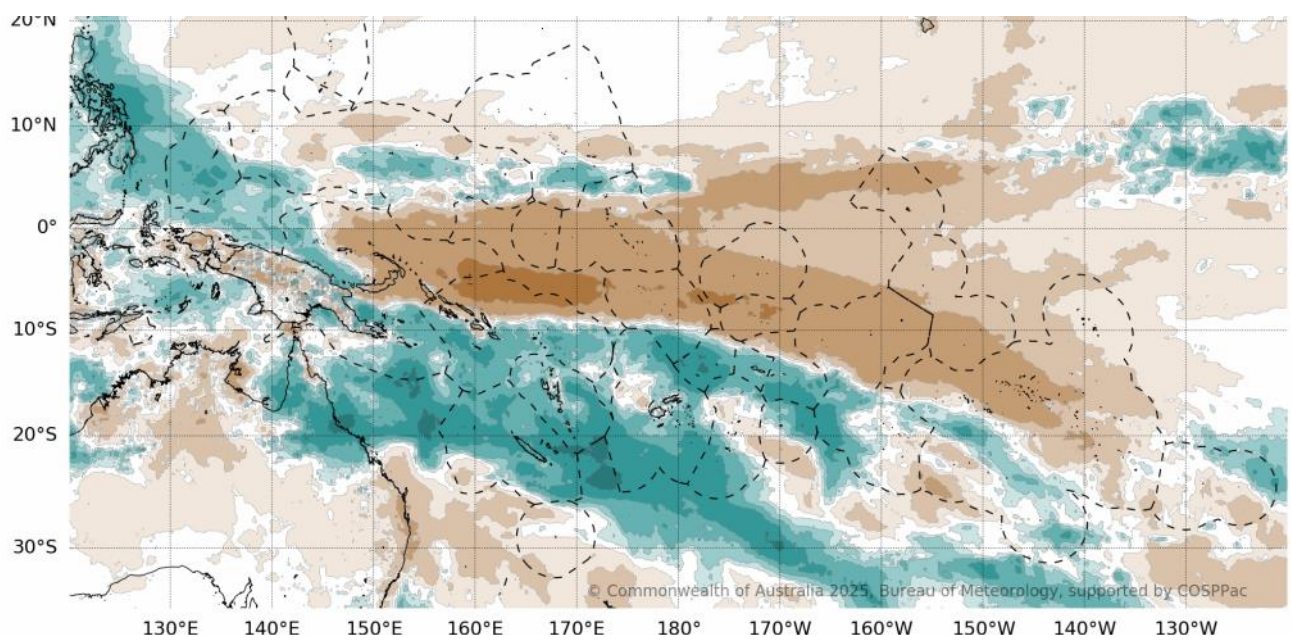 20°N
10°N
0°
10°S
20°S
30°S
© Commonwealth of Australia 2025, Bureau of Meteorology, supported by COSPPac
130°E 140°E 150°E 160°E 170°E 180° 170°W 160°W 150°W 140°W 130°W